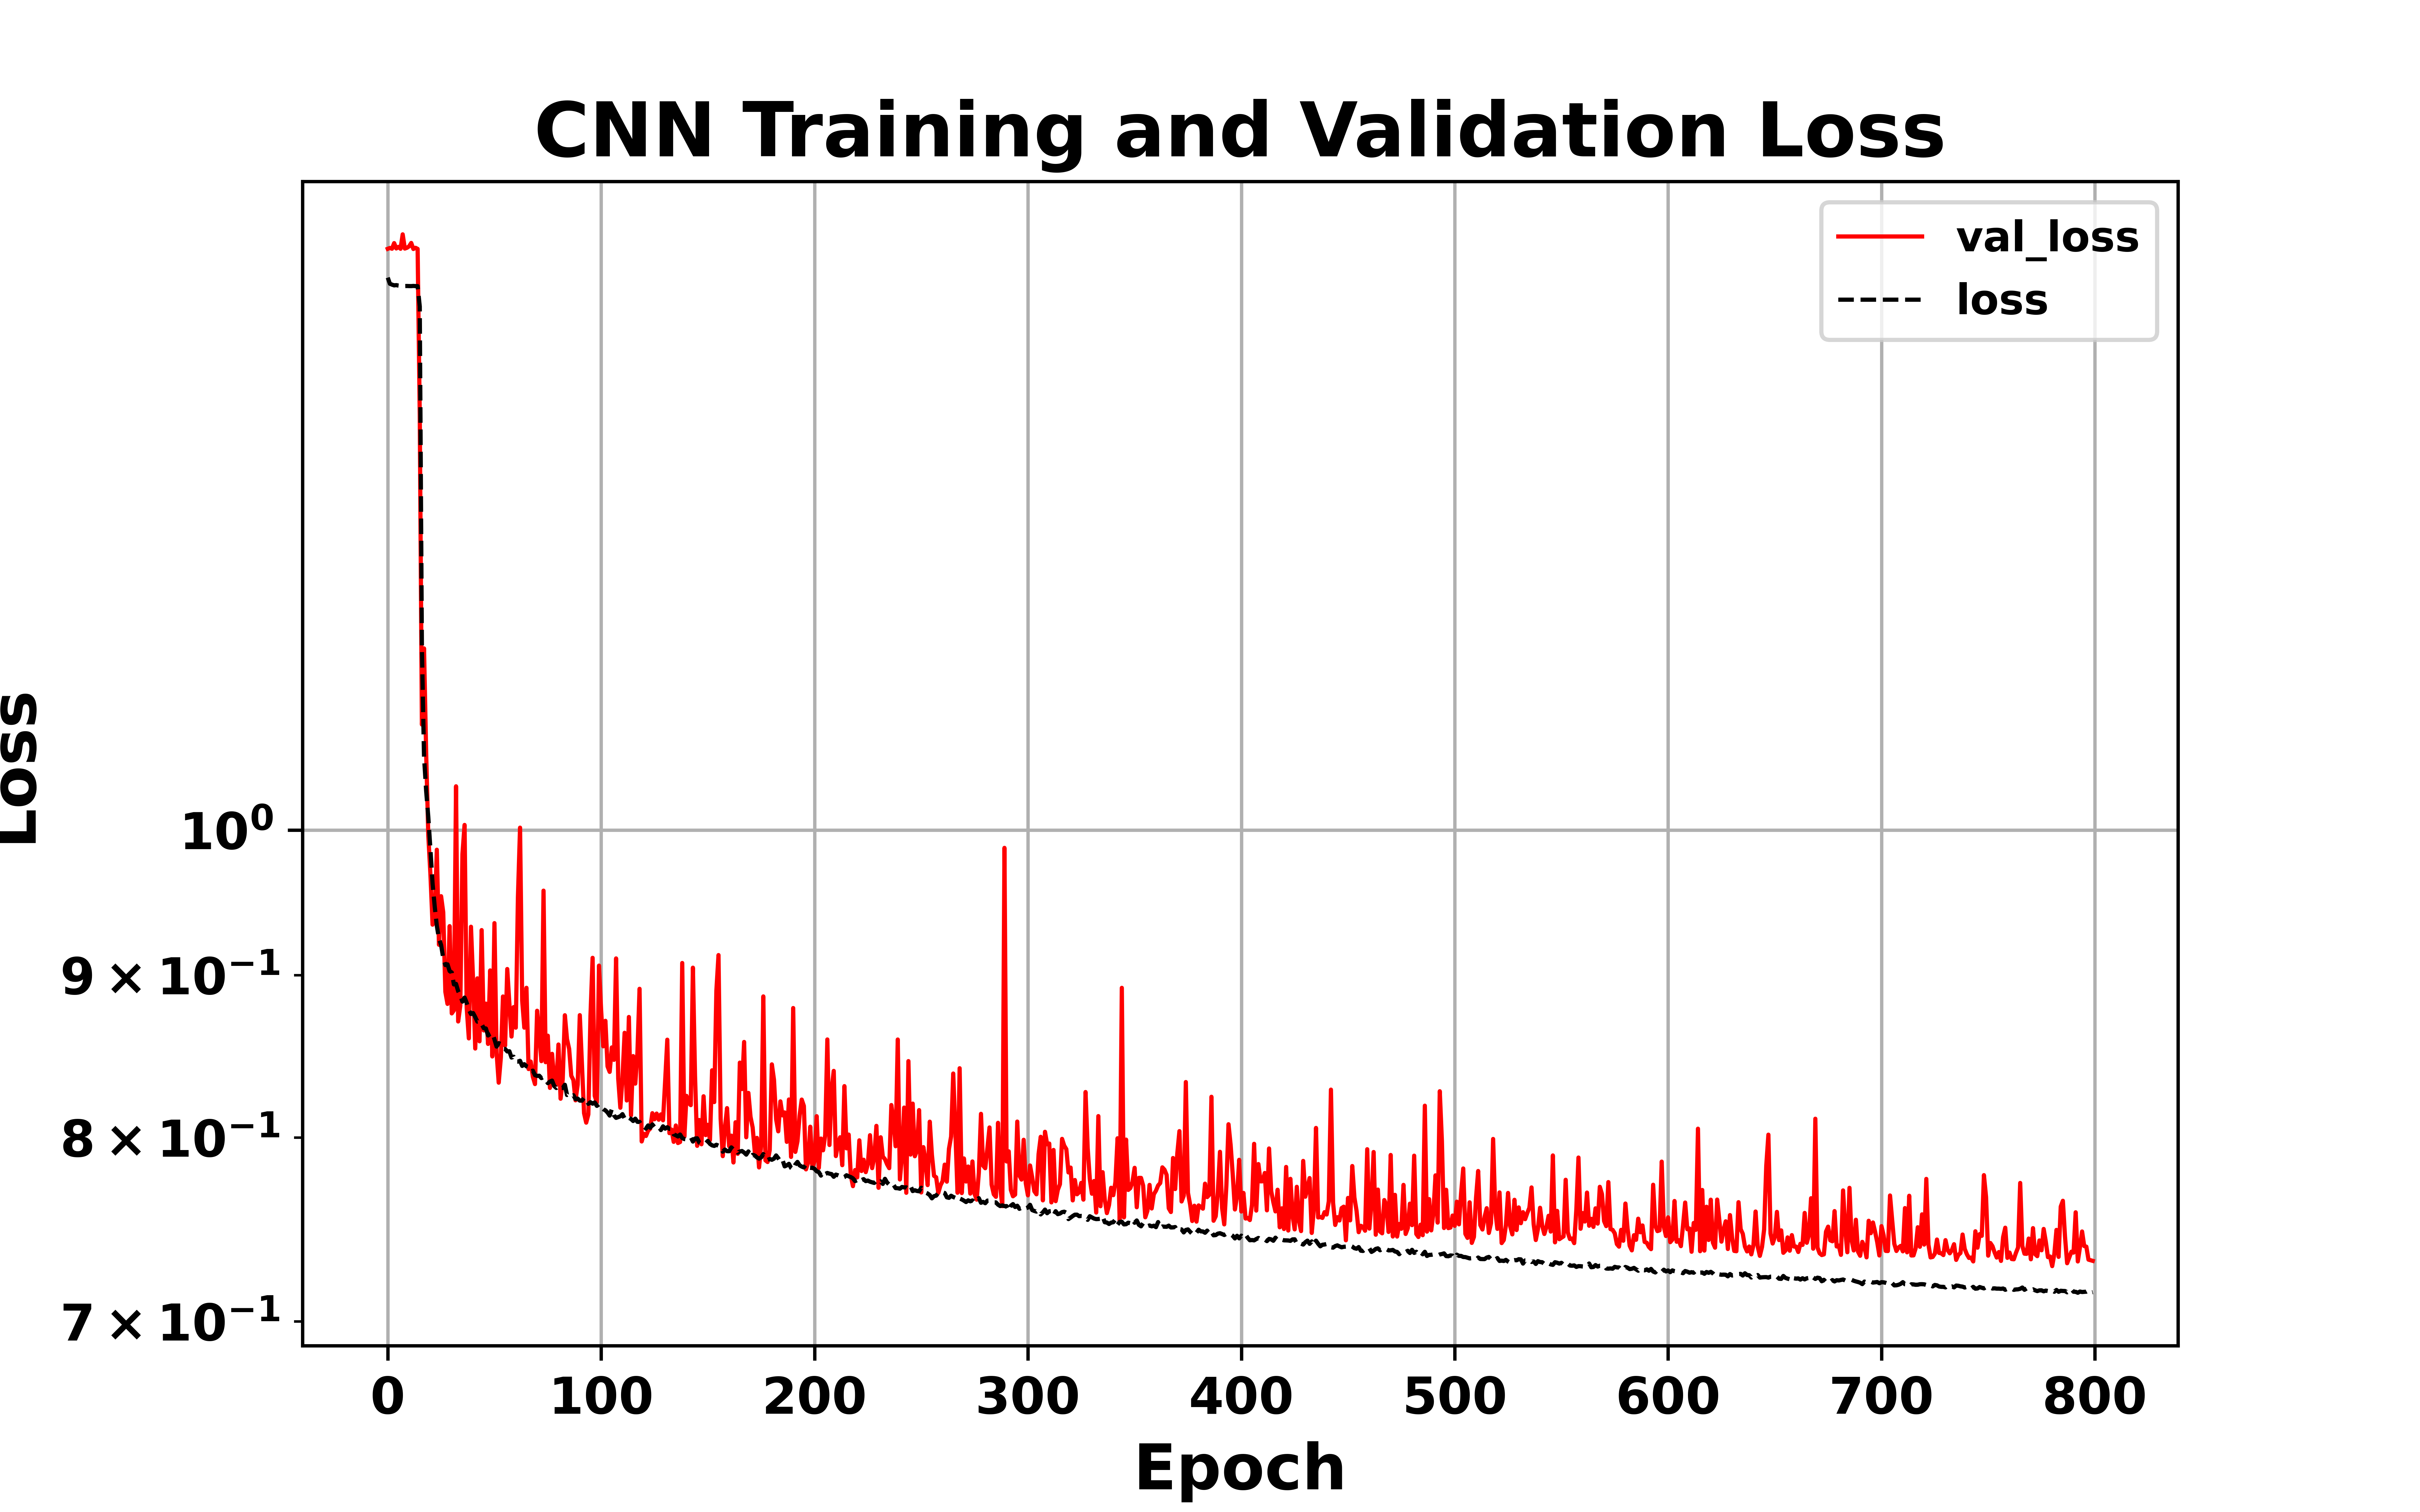 CNN Training and Validation Loss
val_loss
loss
Loss
10⁰
9 × 10⁻¹
8 × 10⁻¹
7 × 10⁻¹
0 100 200 300 400 500 600 700 800
Epoch